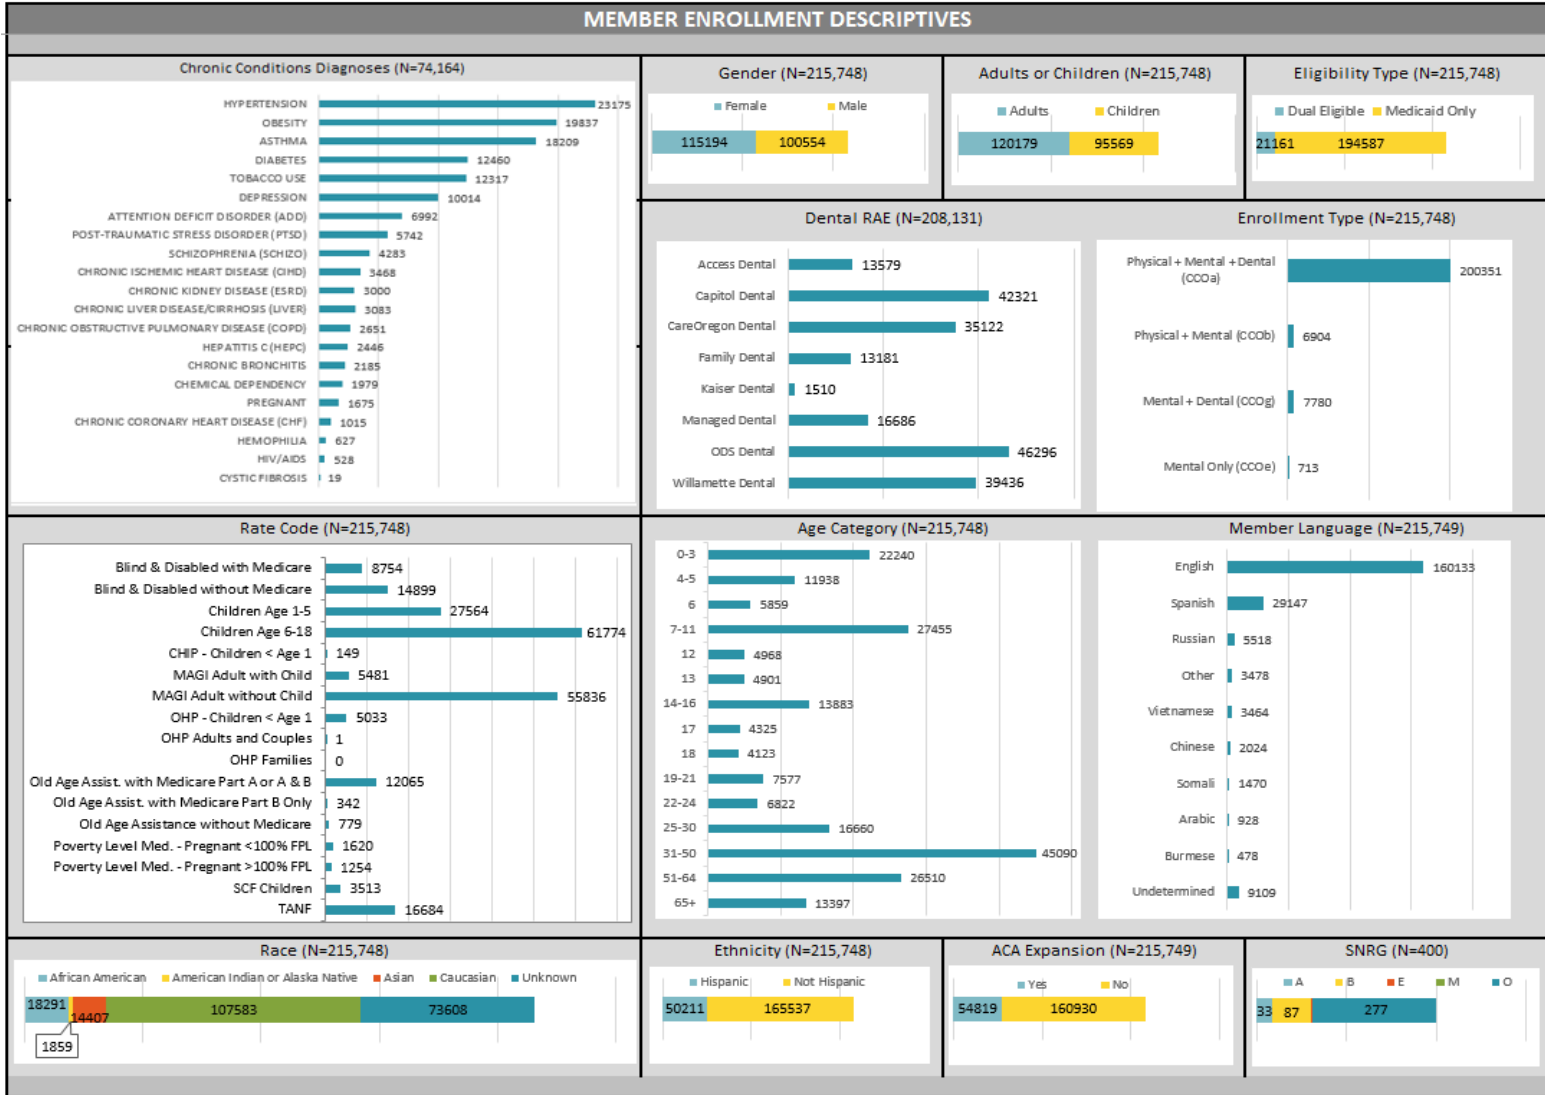 MEMBER ENROLLMENT DESCRIPTIVES
Chronic Conditions Diagnoses (N=74,164)
HYPERTENSION 23175
OBESITY 19837
ASTHMA 18209
DIABETES 12460
TOBACCO USE 12317
DEPRESSION 10014
ATTENTION DEFICIT DISORDER (ADD) 6992
POST-TRAUMATIC STRESS DISORDER (PTSD) 5742
SCHIZOPHRENIA (SCHIZO) 4283
CHRONIC ISCHEMIC HEART DISEASE (CIHD) 3468
CHRONIC KIDNEY DISEASE (ESRD) 3000
CHRONIC LIVER DISEASE/CIRRHOSIS (LIVER) 3083
CHRONIC OBSTRUCTIVE PULMONARY DISEASE (COPD) 2651
HEPATITIS C (HEPC) 2446
CHRONIC BRONCHITIS 2185
CHEMICAL DEPENDENCY 1979
PREGNANT 1675
CHRONIC CORONARY HEART DISEASE (CHF) 1015
HEMOPHILIA 627
HIV/AIDS 528
CYSTIC FIBROSIS 19
Gender (N=215,748)
Female Male
115194 100554
Adults or Children (N=215,748)
Adults Children
120179 95569
Eligibility Type (N=215,748)
Dual Eligible Medicaid Only
21161 194587
Dental RAE (N=208,131)
Access Dental 13579
Capitol Dental 42321
CareOregon Dental 35122
Family Dental 13181
Kaiser Dental 1510
Managed Dental 16686
ODS Dental 46296
Willamette Dental 39436
Enrollment Type (N=215,748)
Physical + Mental + Dental
(CCOa) 200351
Physical + Mental (CCOb) 6904
Mental + Dental (CCOg) 7780
Mental Only (CCOe) 713
Rate Code (N=215,748)
Blind & Disabled with Medicare 8754
Blind & Disabled without Medicare 14899
Children Age 1-5 27564
Children Age 6-18 61774
CHIP - Children < Age 1 149
MAGI Adult with Child 5481
MAGI Adult without Child 55836
OHP - Children < Age 1 5033
OHP Adults and Couples 1
OHP Families 0
Old Age Assist. with Medicare Part A or A & B 12065
Old Age Assist. with Medicare Part B Only 342
Old Age Assistance without Medicare 779
Poverty Level Med. - Pregnant <100% FPL 1620
Poverty Level Med. - Pregnant >100% FPL 1254
SCF Children 3513
TANF 16684
Age Category (N=215,748)
0-3 22240
4-5 11938
6 5859
7-11 27455
12 4968
13 4901
14-16 13883
17 4325
18 4123
19-21 7577
22-24 6822
25-30 16660
31-50 45090
51-64 26510
65+ 13397
Member Language (N=215,749)
English 160133
Spanish 29147
Russian 5518
Other 3478
Vietnamese 3464
Chinese 2024
Somali 1470
Arabic 928
Burmese 478
Undetermined 9109
Race (N=215,748)
African American American Indian or Alaska Native Asian Caucasian Unknown
18291 14407 107583 73608
1859
Ethnicity (N=215,748)
Hispanic Not Hispanic
50211 165537
ACA Expansion (N=215,749)
Yes No
54819 160930
SNRG (N=400)
A B E M O
33 87 277